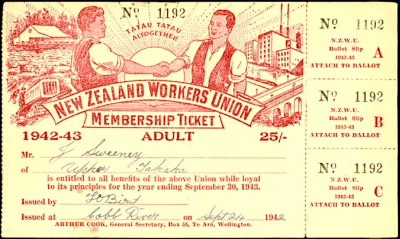 Nº 1192
TATAU TATAU
ALTOGETHER
NEW ZEALAND WORKERS UNION
MEMBERSHIP TICKET
1942-43 ADULT 25/-
Mr. J Sweeney
of Upper Takaka
is entitled to all benefits of the above Union while loyal
to its principles for the year ending September 30, 1943.
Issued by F O Bird
Issued at Cobb River on Sept 24 1942
ARTHUR COOK, General Secretary, Box 55, Te Aro, Wellington.
Nº 1192
N.Z.W.U.
Ballot Slip A
1942-43
ATTACH TO BALLOT
Nº 1192
N.Z.W.U.
Ballot Slip B
1942-43
ATTACH TO BALLOT
Nº 1192
N.Z.W.U.
Ballot Slip C
1942-43
ATTACH TO BALLOT